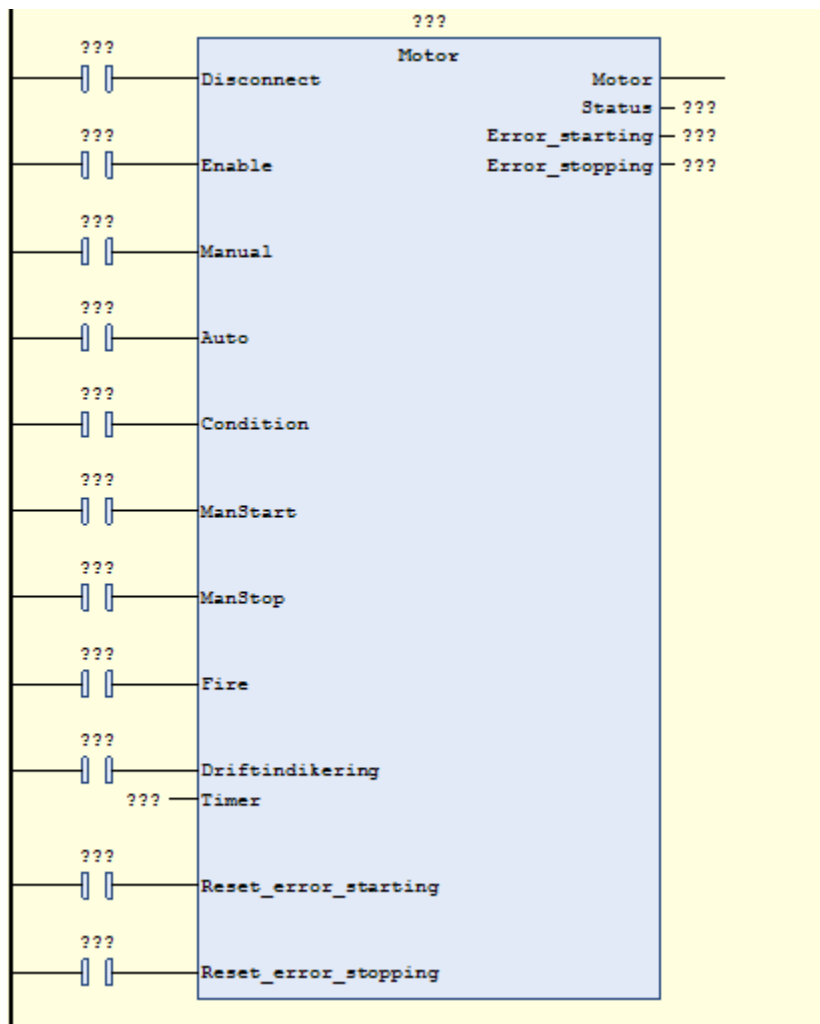 ???
???
Motor
Disconnect
Motor
Status ???
???
Error_starting ???
Enable
Error_stopping ???
???
Manual
???
Auto
???
Condition
???
ManStart
???
ManStop
???
Fire
???
Driftindikering
??? Timer
???
Reset_error_starting
???
Reset_error_stopping